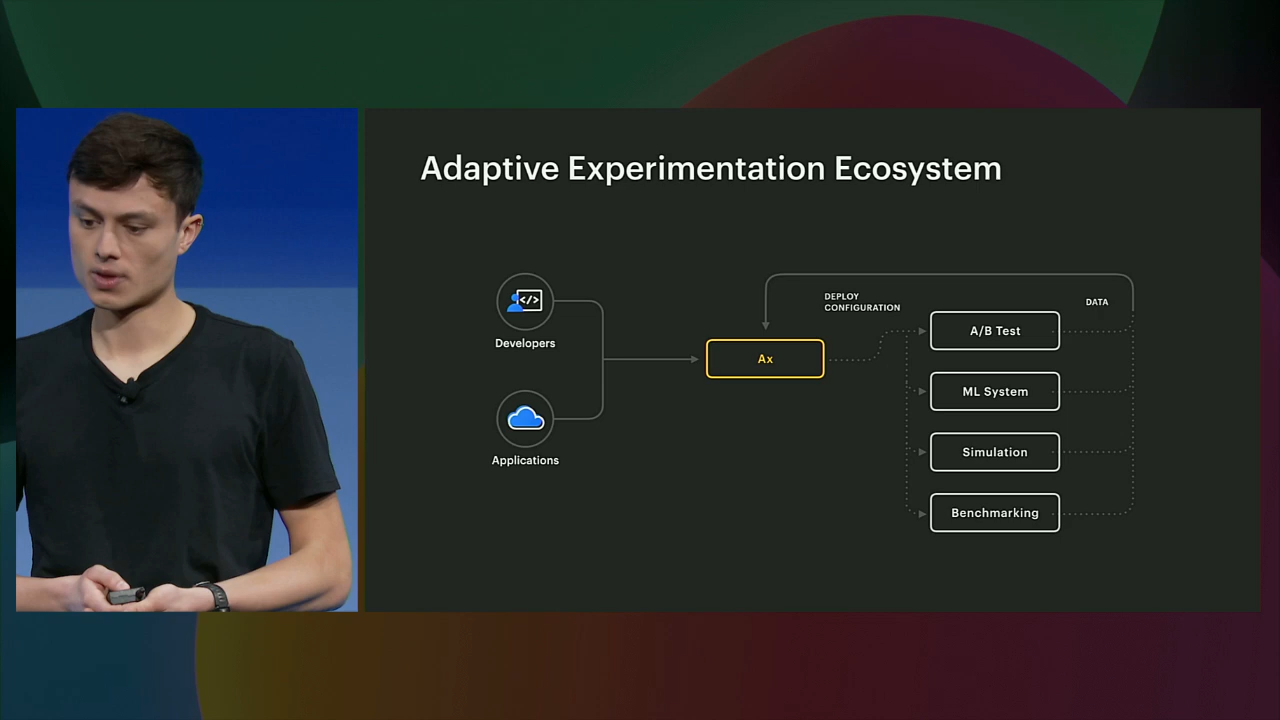 Adaptive Experimentation Ecosystem
</>
Developers
Applications
Ax
DEPLOY
CONFIGURATION
DATA
A/B Test
ML System
Simulation
Benchmarking